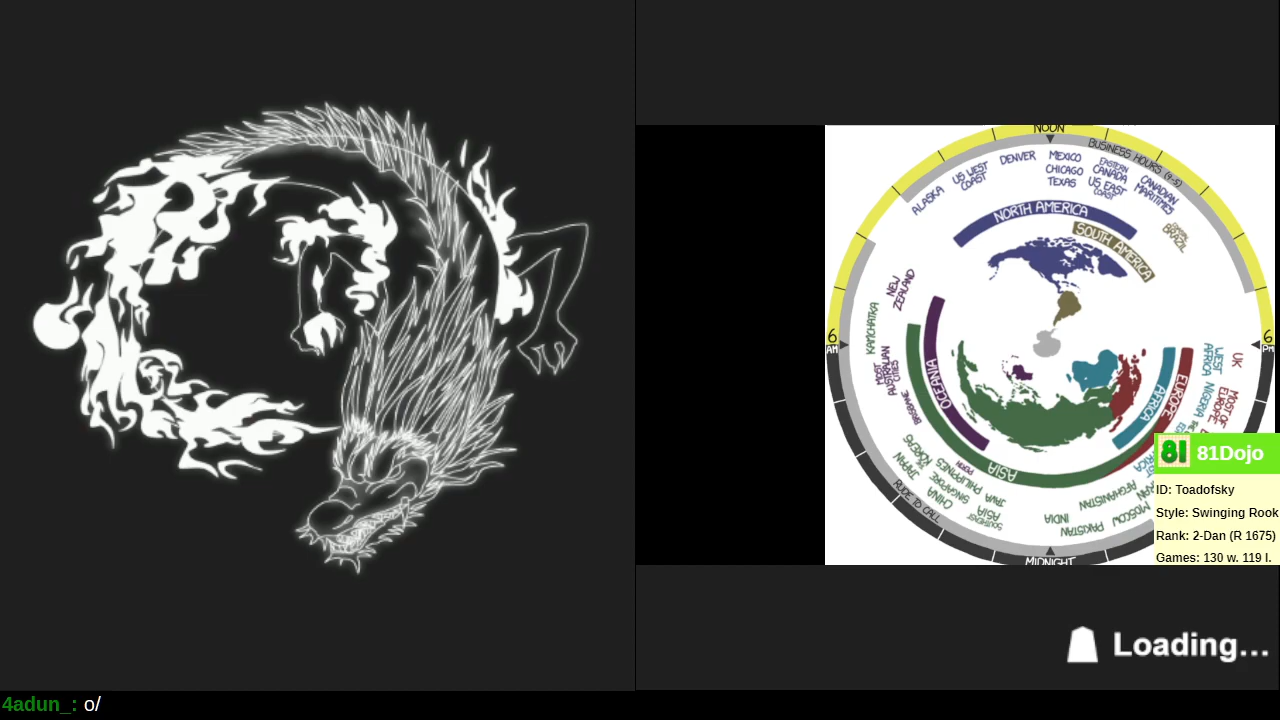 NOON
BUSINESS HOURS (9-5)
ALASKA
US WEST
COAST
DENVER
MEXICO
CHICAGO
TEXAS
EASTERN
CANADA
US EAST
COAST
CANADIAN
MARITIMES
BRAZIL
NORTH AMERICA
SOUTH AMERICA
NEW
ZEALAND
KAMCHATKA
6
AM
6
PM
MOST
AUSTRALIAN
CITIES
BRISBANE
OCEANIA
ASIA
AFRICA
EUROPE
UK
WEST
AFRICA
NIGERIA
MOST OF
EUROPE
JAPAN
KOREAS
PERTH
PHILIPPINES
SINGAPORE
CHINA
JAVA
SOUTHEAST
ASIA
INDIA
PAKISTAN
AFGHANISTAN
MOSCOW
RUDE TO CALL
MIDNIGHT
81 81Dojo
ID: Toadofsky
Style: Swinging Rook
Rank: 2-Dan (R 1675)
Games: 130 w. 119 l.
Loading...
4adun_: o/